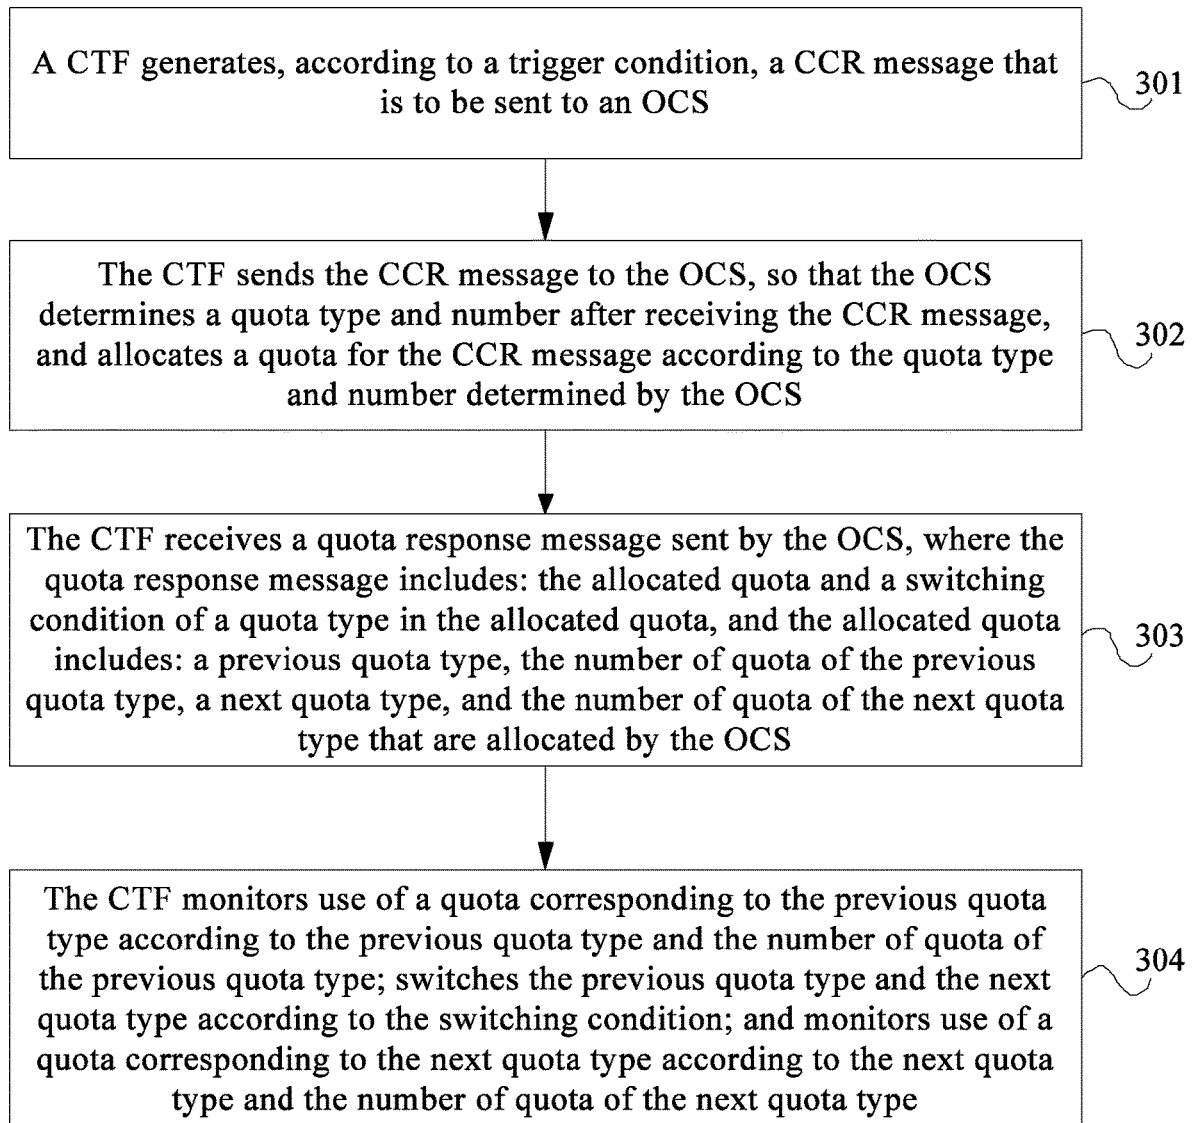 A CTF generates, according to a trigger condition, a CCR message that
is to be sent to an OCS
301
The CTF sends the CCR message to the OCS, so that the OCS
determines a quota type and number after receiving the CCR message,
and allocates a quota for the CCR message according to the quota type
and number determined by the OCS
302
The CTF receives a quota response message sent by the OCS, where the
quota response message includes: the allocated quota and a switching
condition of a quota type in the allocated quota, and the allocated quota
includes: a previous quota type, the number of quota of the previous
quota type, a next quota type, and the number of quota of the next quota
type that are allocated by the OCS
303
The CTF monitors use of a quota corresponding to the previous quota
type according to the previous quota type and the number of quota of
the previous quota type; switches the previous quota type and the next
quota type according to the switching condition; and monitors use of a
quota corresponding to the next quota type according to the next quota
type and the number of quota of the next quota type
304